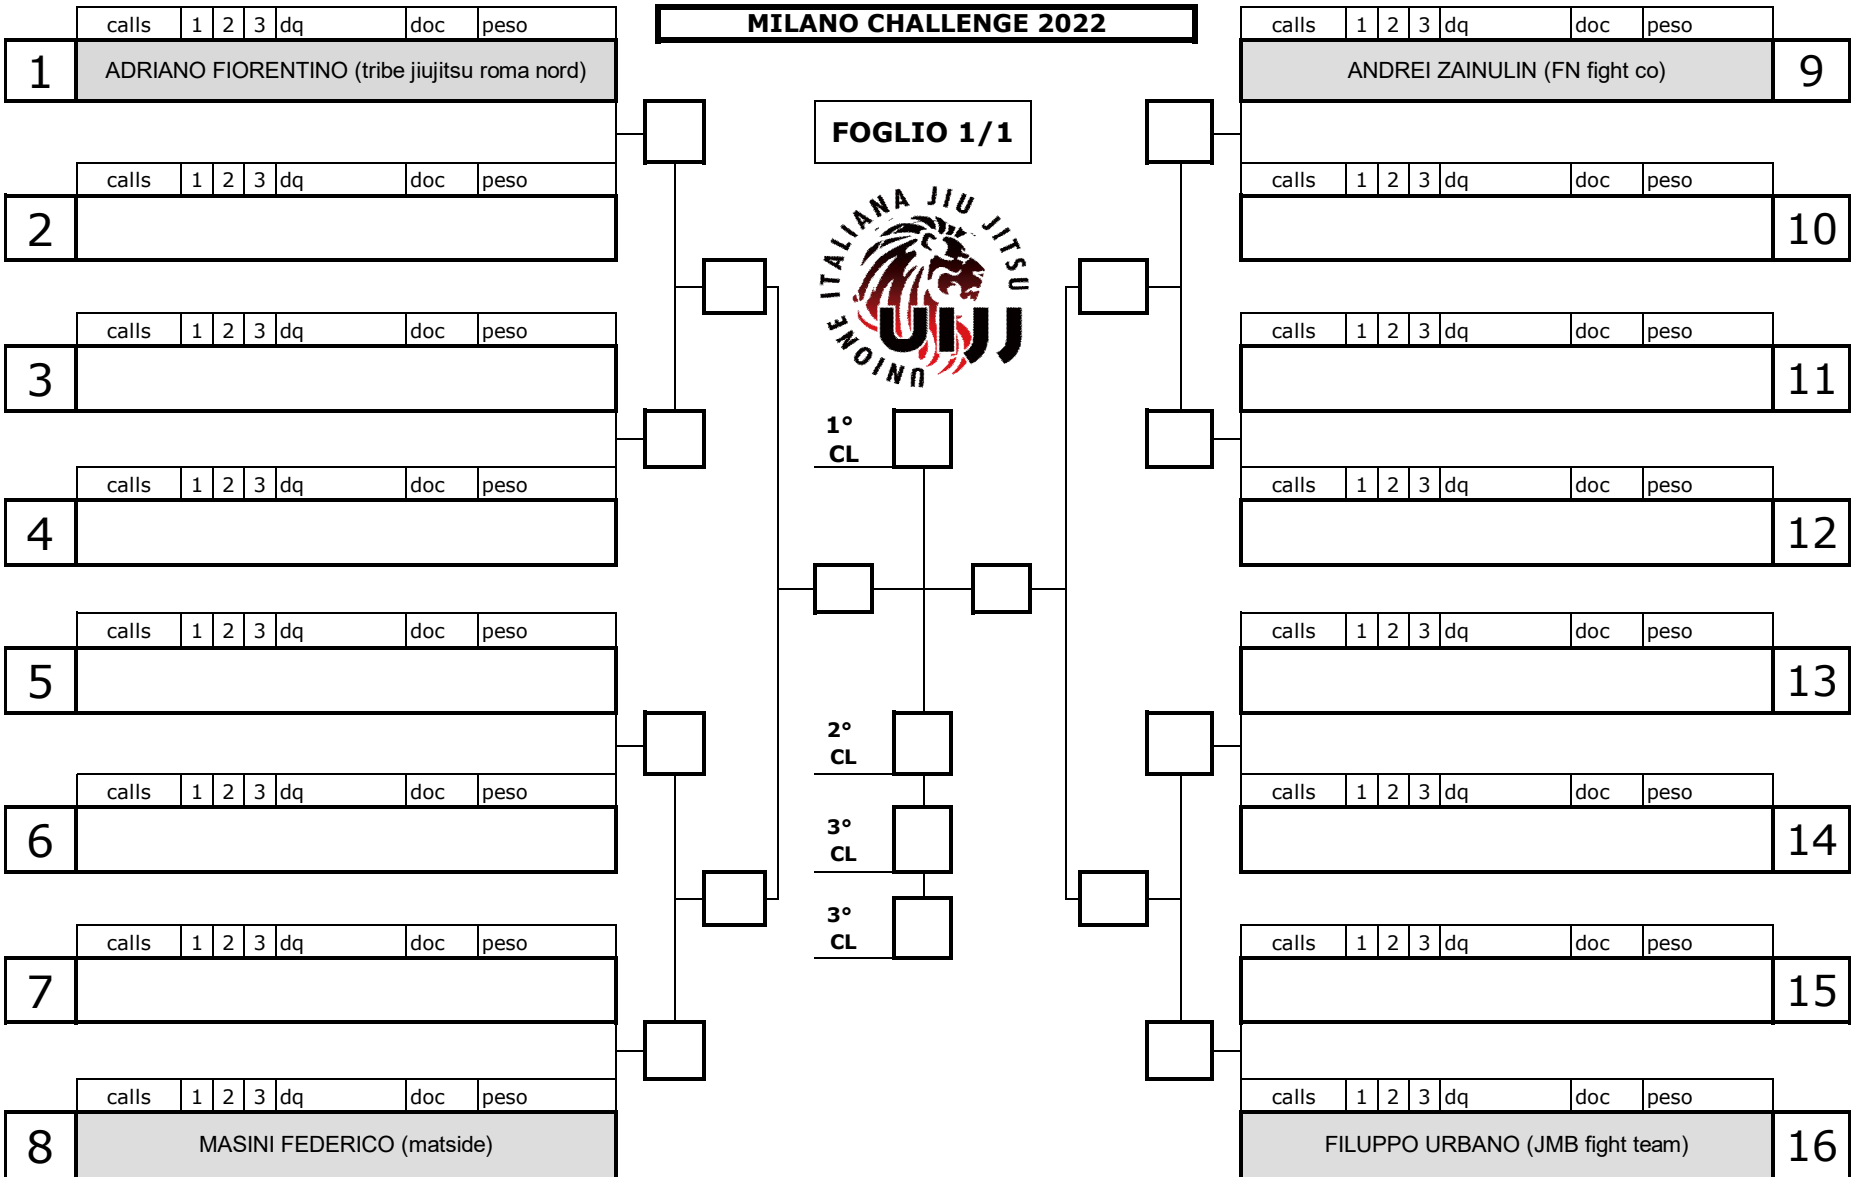 MILANO CHALLENGE 2022
calls 1 2 3 dq doc peso
1 ADRIANO FIORENTINO (tribe jiujitsu roma nord)
calls 1 2 3 dq doc peso
2
calls 1 2 3 dq doc peso
3
calls 1 2 3 dq doc peso
4
calls 1 2 3 dq doc peso
5
calls 1 2 3 dq doc peso
6
calls 1 2 3 dq doc peso
7
calls 1 2 3 dq doc peso
8 MASINI FEDERICO (matside)
FOGLIO 1/1
UNIONE ITALIANA JIU JITSU
UIJJ
1°
CL
2°
CL
3°
CL
3°
CL
calls 1 2 3 dq doc peso
ANDREI ZAINULIN (FN fight co) 9
calls 1 2 3 dq doc peso
10
calls 1 2 3 dq doc peso
11
calls 1 2 3 dq doc peso
12
calls 1 2 3 dq doc peso
13
calls 1 2 3 dq doc peso
14
calls 1 2 3 dq doc peso
15
calls 1 2 3 dq doc peso
FILUPPO URBANO (JMB fight team) 16